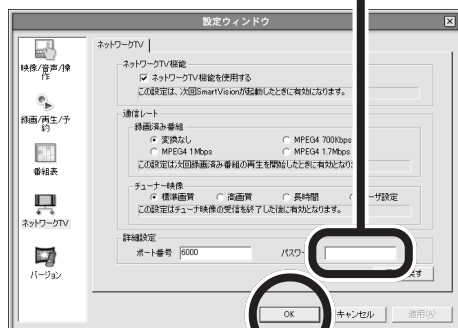 設定ウィンドウ
映像/音声/操作
録画/再生/予約
番組表
ネットワークTV
バージョン
ネットワークTV
ネットワークTV機能
ネットワークTV機能を使用する
この設定は、次回SmartVisionが起動したときに有効になります。
通信レート
録画済み番組
変換なし
MPEG4 700Kbps
MPEG4 1Mbps
MPEG4 1.7Mbps
この設定は次回録画済み番組の再生を開始したときに有効とな
チューナー映像
標準画質 高画質 長時間 ーザ設定
この設定はチューナ映像の受信を終了した後に有効となります。
詳細設定
ポート番号 6000 パスワー
す
OK キャンセル 適用(A)